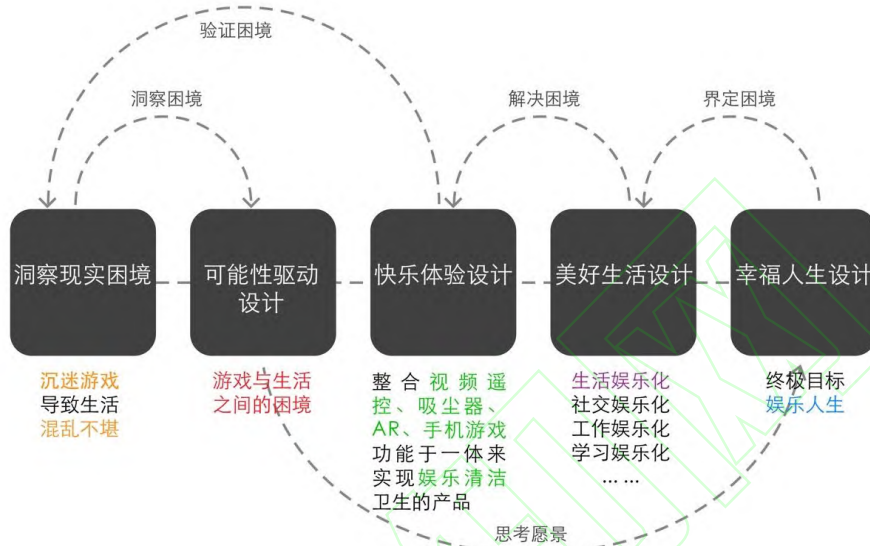 验证困境
洞察困境
解决困境
界定困境
洞察现实困境
可能性驱动
设计
快乐体验设计
美好生活设计
幸福人生设计
沉迷游戏
导致生活
混乱不堪
游戏与生活
之间的困境
整合视频遥
控、吸尘器、
AR、手机游戏
功能于一体来
实现娱乐清洁
卫生的产品
生活娱乐化
社交娱乐化
工作娱乐化
学习娱乐化
... ...
终极目标
娱乐人生
思考愿景